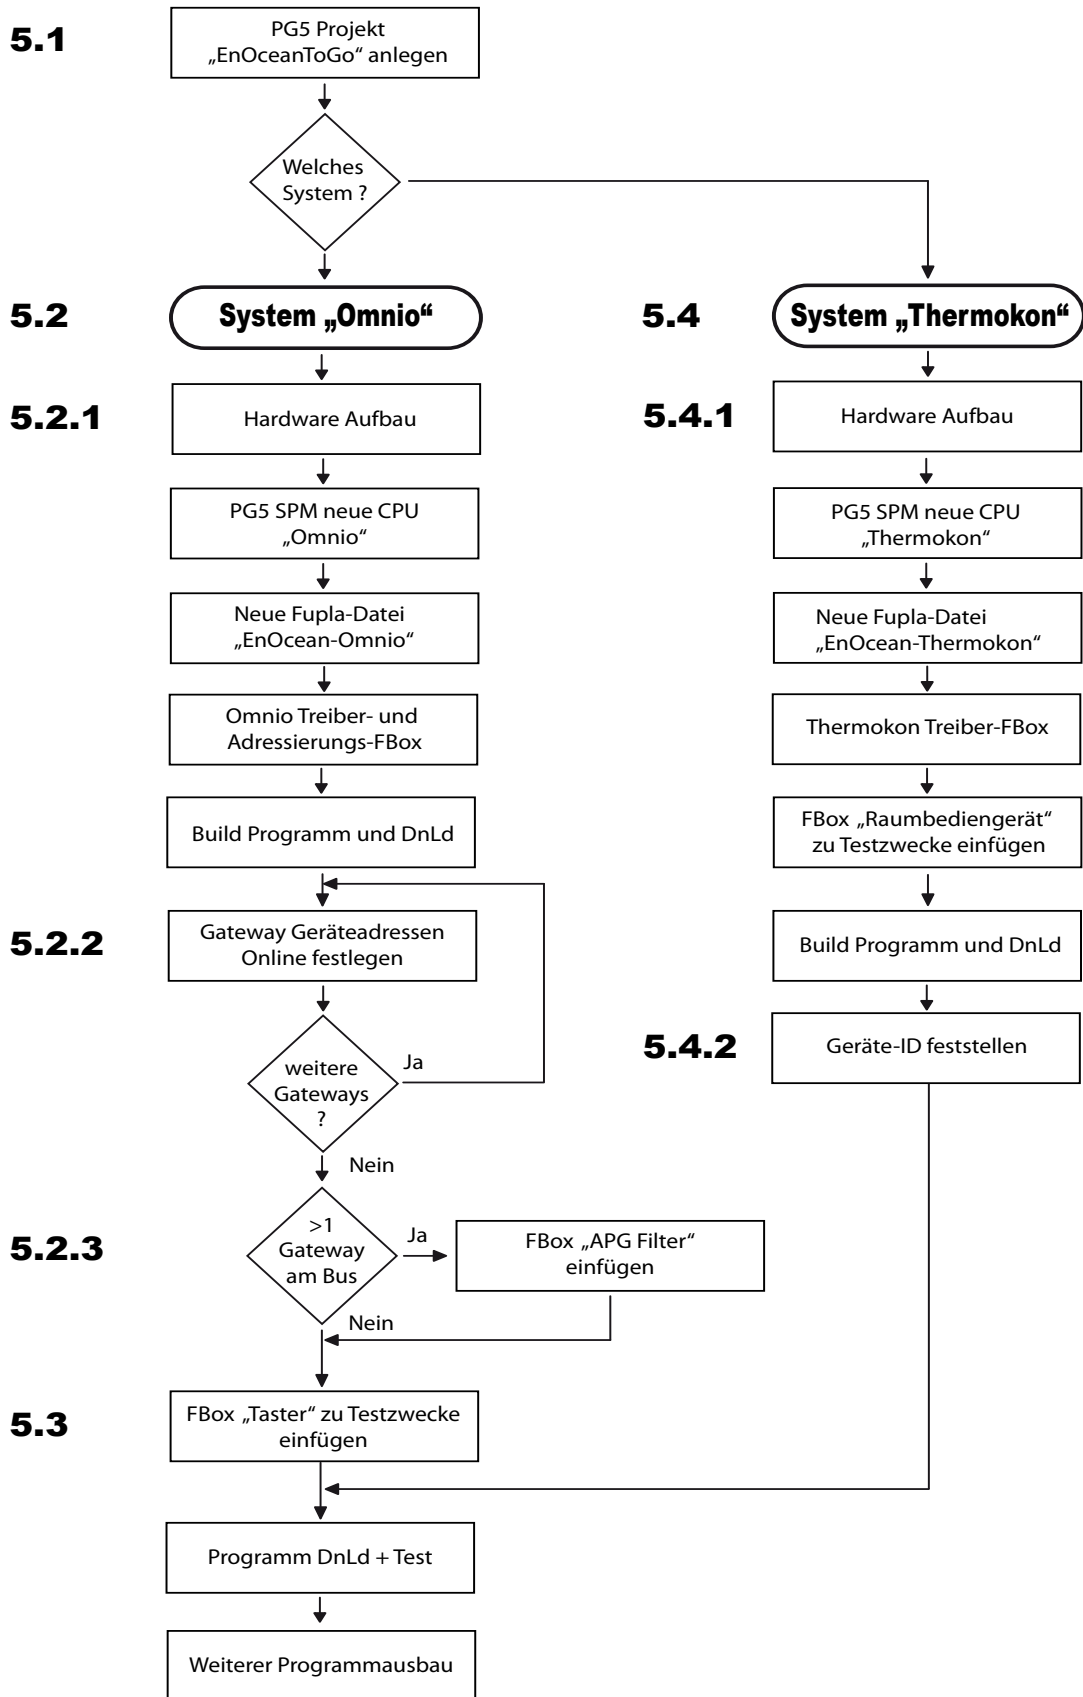 5.1
PG5 Projekt
„EnOceanToGo“ anlegen
Welches
System ?
5.2
System „Omnio“
5.2.1
Hardware Aufbau
PG5 SPM neue CPU
„Omnio“
Neue Fupla-Datei
„EnOcean-Omnio“
Omnio Treiber- und
Adressierungs-FBox
Build Programm und DnLd
5.2.2
Gateway Geräteadressen
Online festlegen
weitere
Gateways
?
Ja
Nein
5.2.3
>1
Gateway
am Bus
Ja
FBox „APG Filter“
einfügen
Nein
5.3
FBox „Taster“ zu Testzwecke
einfügen
5.4
System „Thermokon“
5.4.1
Hardware Aufbau
PG5 SPM neue CPU
„Thermokon“
Neue Fupla-Datei
„EnOcean-Thermokon“
Thermokon Treiber-FBox
FBox „Raumbediengerät“
zu Testzwecke einfügen
Build Programm und DnLd
5.4.2
Geräte-ID feststellen
Programm DnLd + Test
Weiterer Programmausbau